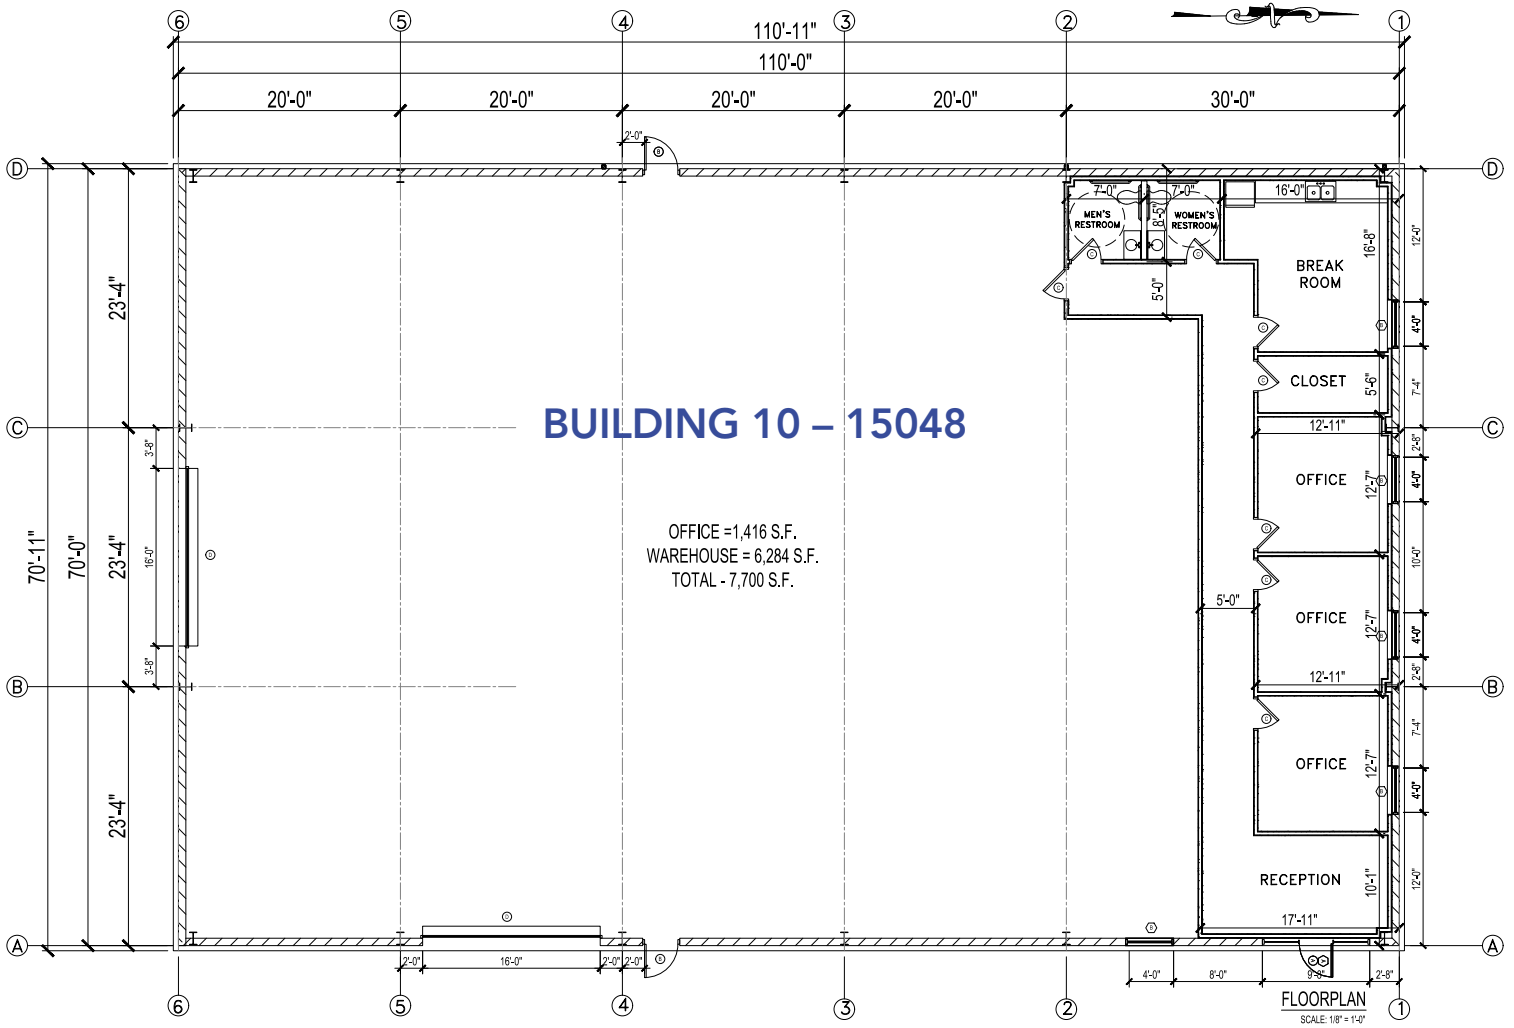 6 5 4 3 2 1
110'-11"
110'-0"
20'-0" 20'-0" 20'-0" 20'-0" 30'-0"
2'-0"
B
D D
7'-0" 7'-0" 16'-0"
MEN'S
RESTROOM
8'-5"
WOMEN'S
RESTROOM
16'-8"
12'-0"
BREAK
ROOM
C C
C
5'-0"
23'-4"
C
B
4'-0"
CLOSET
C
5'-6"
7'-4"
BUILDING 10 – 15048
C C
12'-11"
3'-8"
2'-8"
OFFICE
12'-7"
B
4'-0"
C
OFFICE =1,416 S.F.
WAREHOUSE = 6,284 S.F.
TOTAL - 7,700 S.F.
70'-11"
70'-0"
23'-4"
16'-0"
D
10'-0"
C
5'-0"
OFFICE
12'-7"
B
4'-0"
3'-8"
12'-11"
2'-8"
B B
C
7'-4"
OFFICE
12'-7"
B
4'-0"
23'-4"
RECEPTION
10'-1"
12'-0"
17'-11"
D
B
A A
B
2'-0" 16'-0" 2'-0" 2'-0"
4'-0" 8'-0" 9'-8" 2'-8"
A A
FLOORPLAN
SCALE: 1/8" = 1'-0"
6 5 4 3 2 1